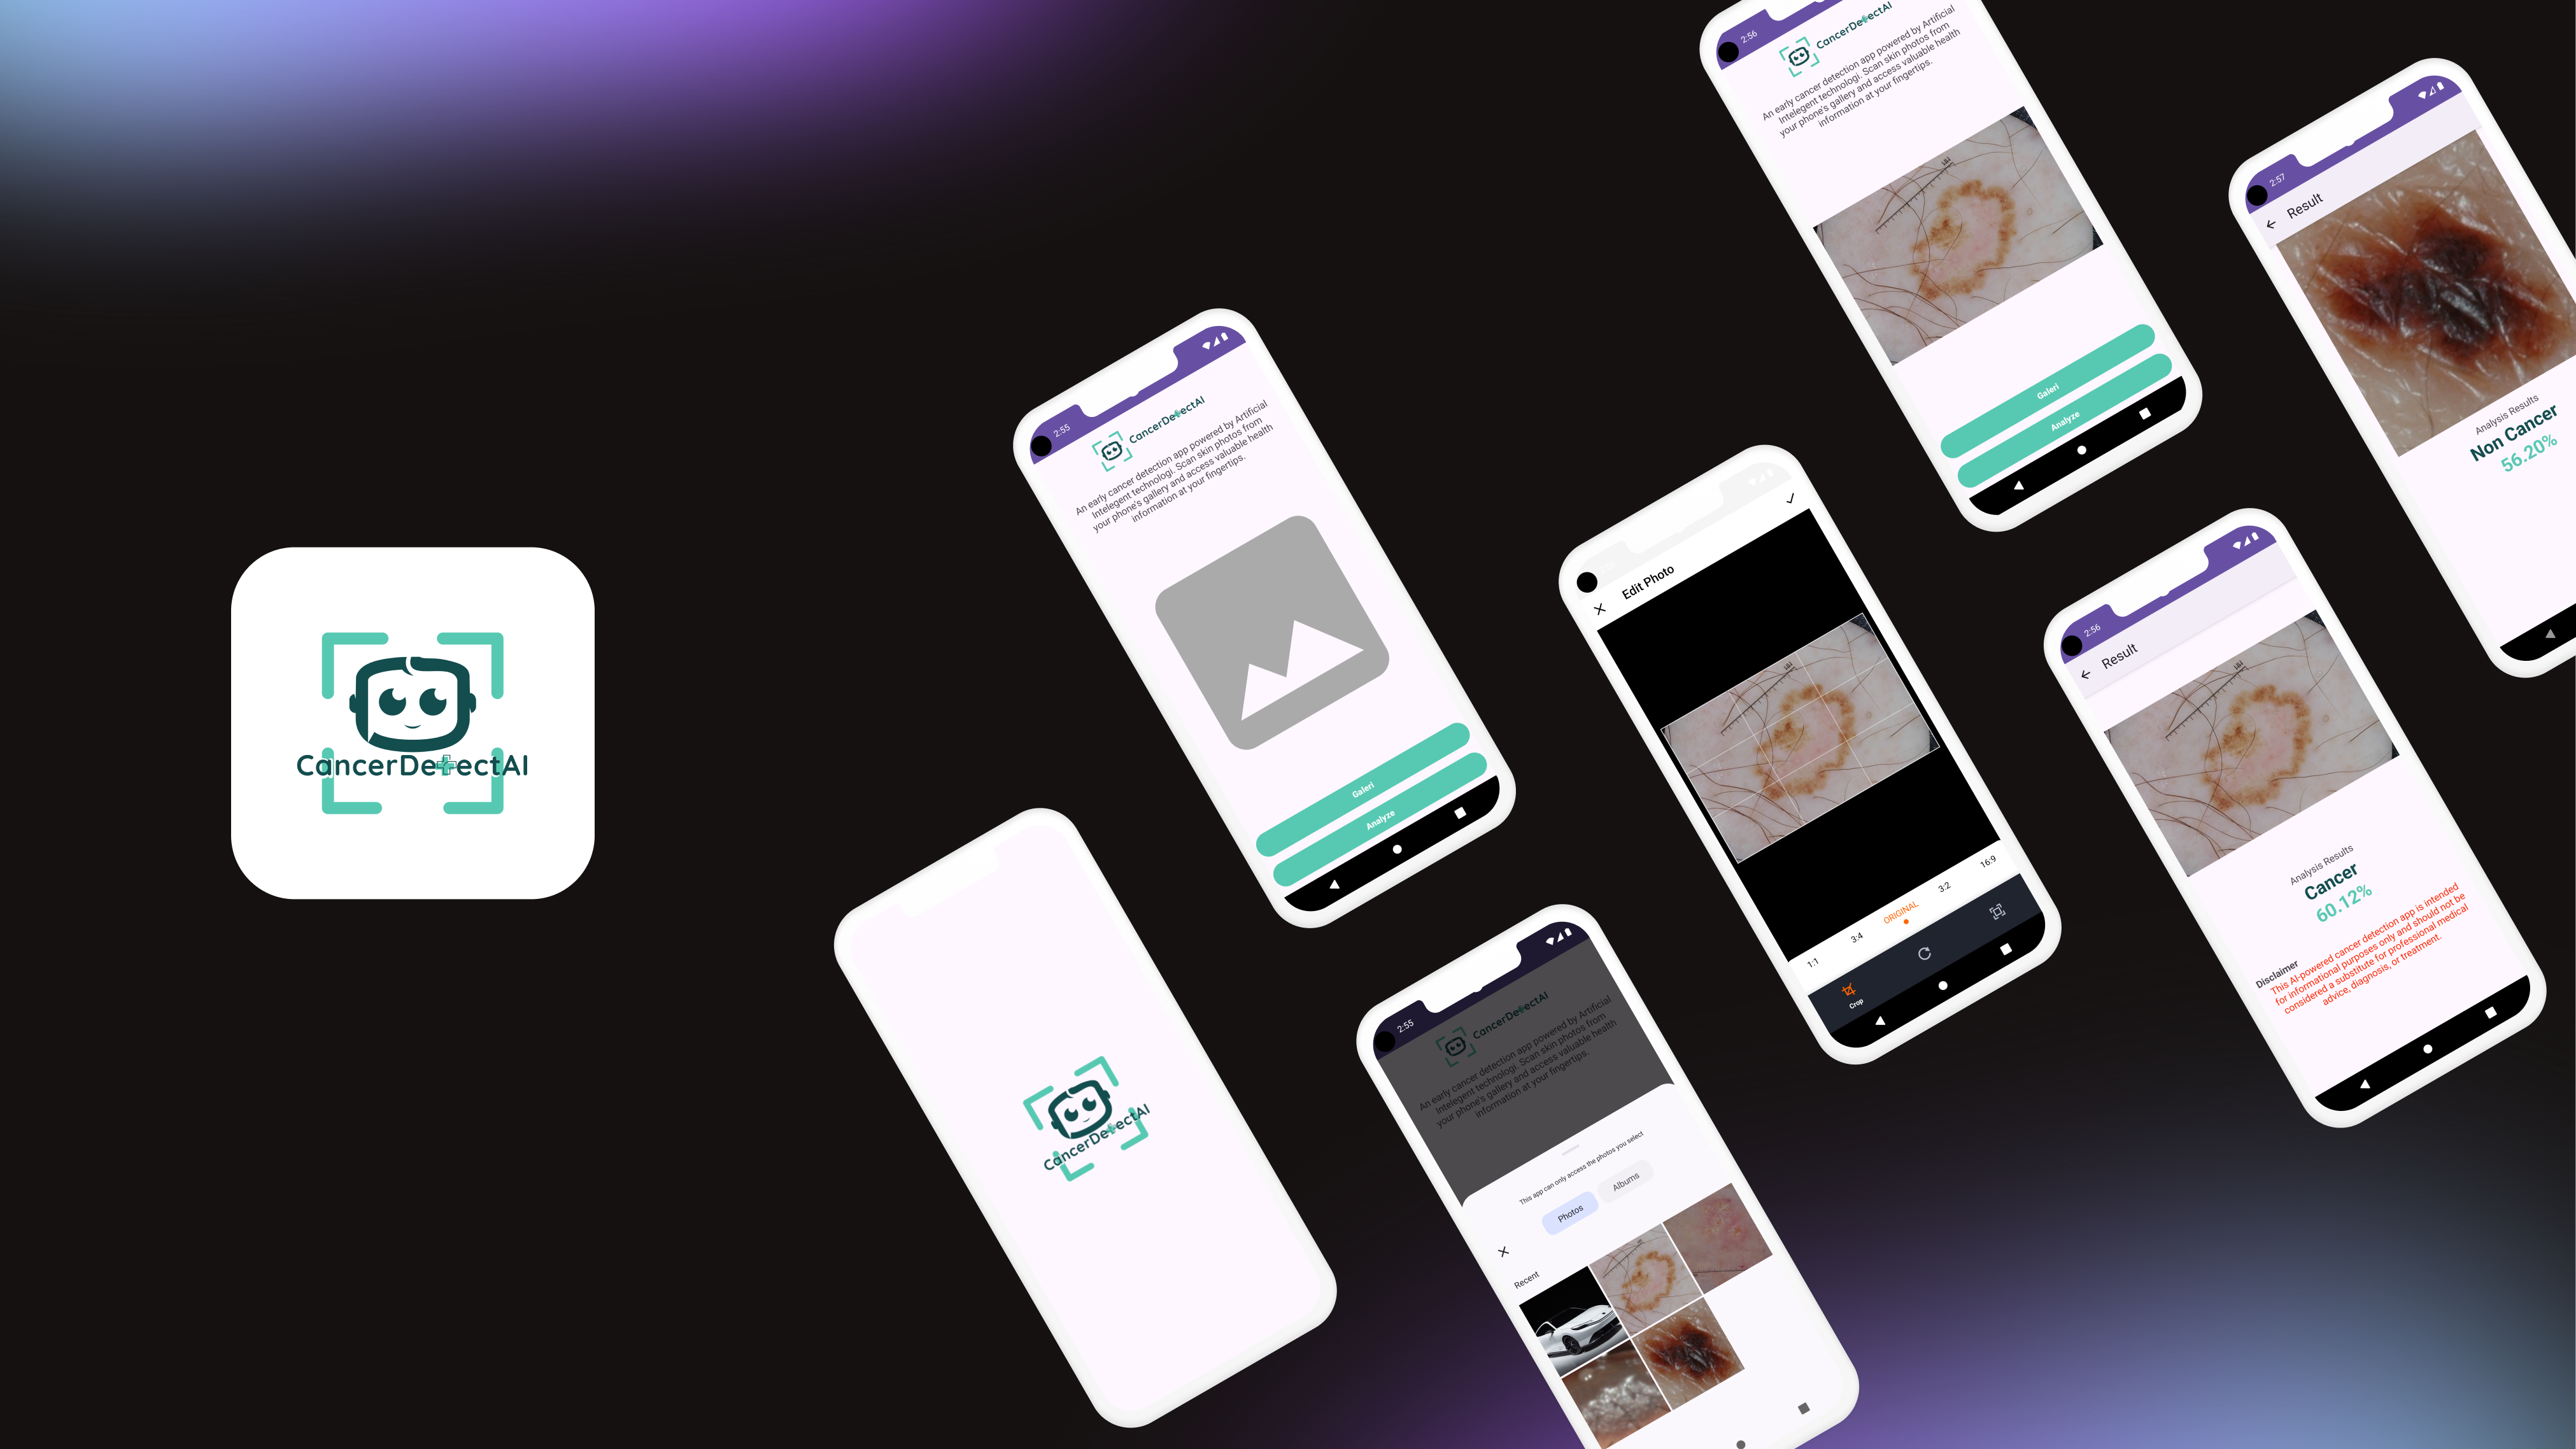 CancerDetectAI
CancerDetectAI
2:55
CancerDetectAI
An early cancer detection app powered by Artificial
Intelegent technologi. Scan skin photos from
your phone's gallery and access valuable health
information at your fingertips.
Galeri
Analyze
2:55
CancerDetectAI
An early cancer detection app powered by Artificial
Intelegent technologi. Scan skin photos from
your phone's gallery and access valuable health
information at your fingertips.
This app can only access the photos you select
Photos
Albums
Recent
Edit Photo
1:1
3:4
ORIGINAL
3:2
16:9
Crop
2:56
CancerDetectAI
An early cancer detection app powered by Artificial
Intelegent technologi. Scan skin photos from
your phone's gallery and access valuable health
information at your fingertips.
Galeri
Analyze
2:56
Result
Analysis Results
Cancer
60.12%
Disclaimer
This AI-powered cancer detection app is intended
for informational purposes only and should not be
considered a substitute for professional medical
advice, diagnosis, or treatment.
2:57
Result
Analysis Results
Non Cancer
56.20%